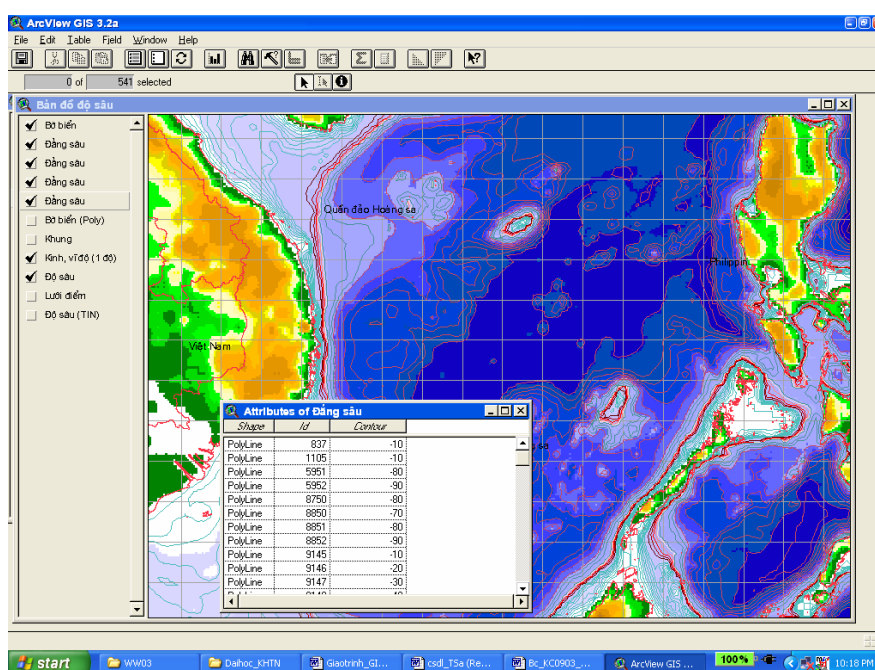 ArcView GIS 3.2a
File Edit Table Field Window Help
0 of 541 selected
Bản đồ độ sâu
Bờ biển
Đẳng sâu
Đẳng sâu
Đẳng sâu
Đẳng sâu
Bờ biển (Poly)
Khung
Kinh, vĩ độ (1 độ)
Độ sâu
Lưới điểm
Độ sâu (TIN)
Quần đảo Hoàng sa
Philippin
Việt Nam
sa
Attributes of Đẳng sâu
Shape Id Contour
PolyLine 837 -10
PolyLine 1105 -10
PolyLine 5951 -80
PolyLine 5952 -90
PolyLine 8750 -80
PolyLine 8850 -70
PolyLine 8851 -80
PolyLine 8852 -90
PolyLine 9145 -10
PolyLine 9146 -20
PolyLine 9147 -30
start WW03 Daihoc_KHTN Giaotrinh_GI... csdl_TSa (Re... Bc_KC0903_... ArcView GIS ... 100% 10:18 PM